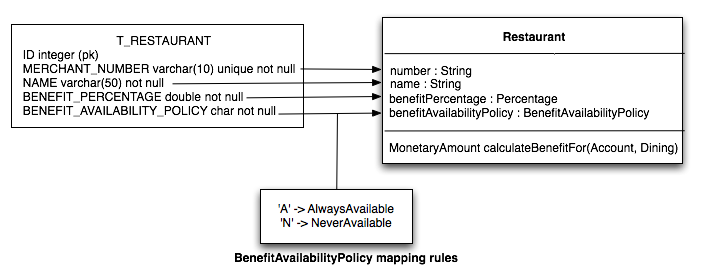 T_RESTAURANT
ID integer (pk)
MERCHANT_NUMBER varchar(10) unique not null
NAME varchar(50) not null
BENEFIT_PERCENTAGE double not null
BENEFIT_AVAILABILITY_POLICY char not null
Restaurant
number : String
name : String
benefitPercentage : Percentage
benefitAvailabilityPolicy : BenefitAvailabilityPolicy
MonetaryAmount calculateBenefitFor(Account, Dining)
'A' -> AlwaysAvailable
'N' -> NeverAvailable
BenefitAvailabilityPolicy mapping rules